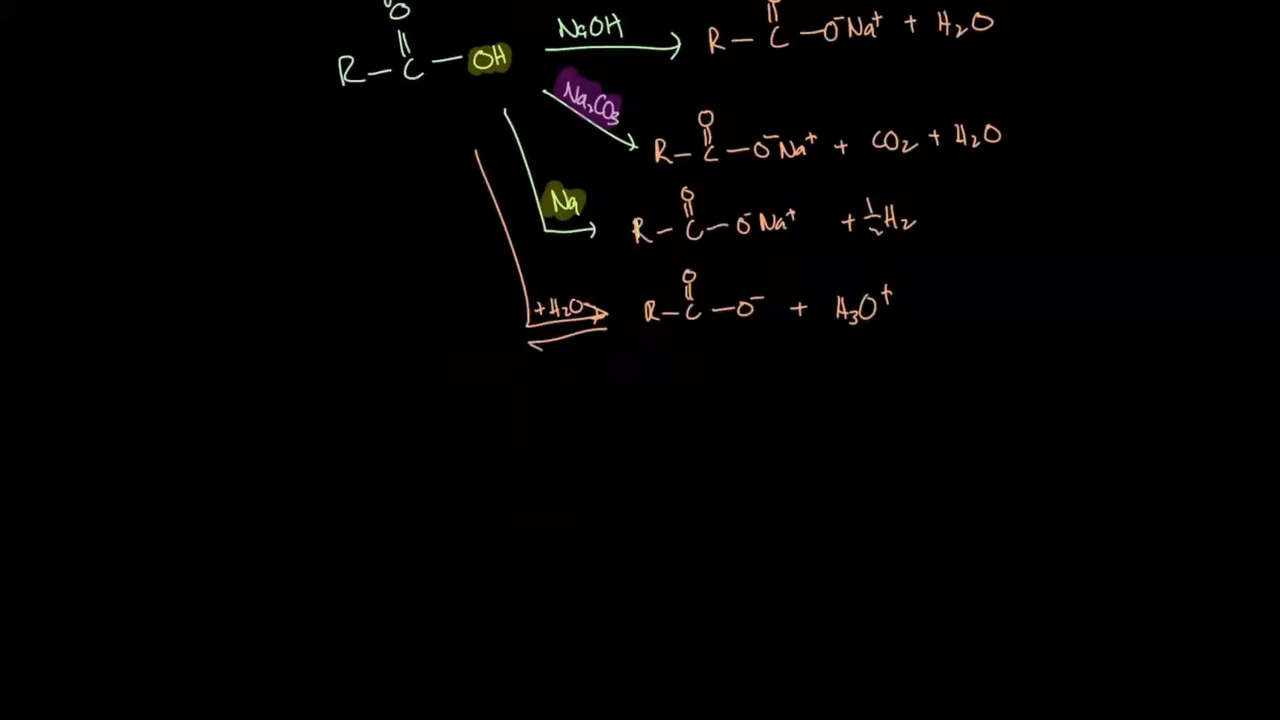 O
R-C-OH NaOH → R-C-O⁻Na⁺ + H₂O
Na₂CO₃
O
R-C-O⁻Na⁺ + CO₂ + H₂O
Na
O
R-C-O⁻Na⁺ + ½H₂
O
+H₂O R-C-O⁻ + H₃O⁺